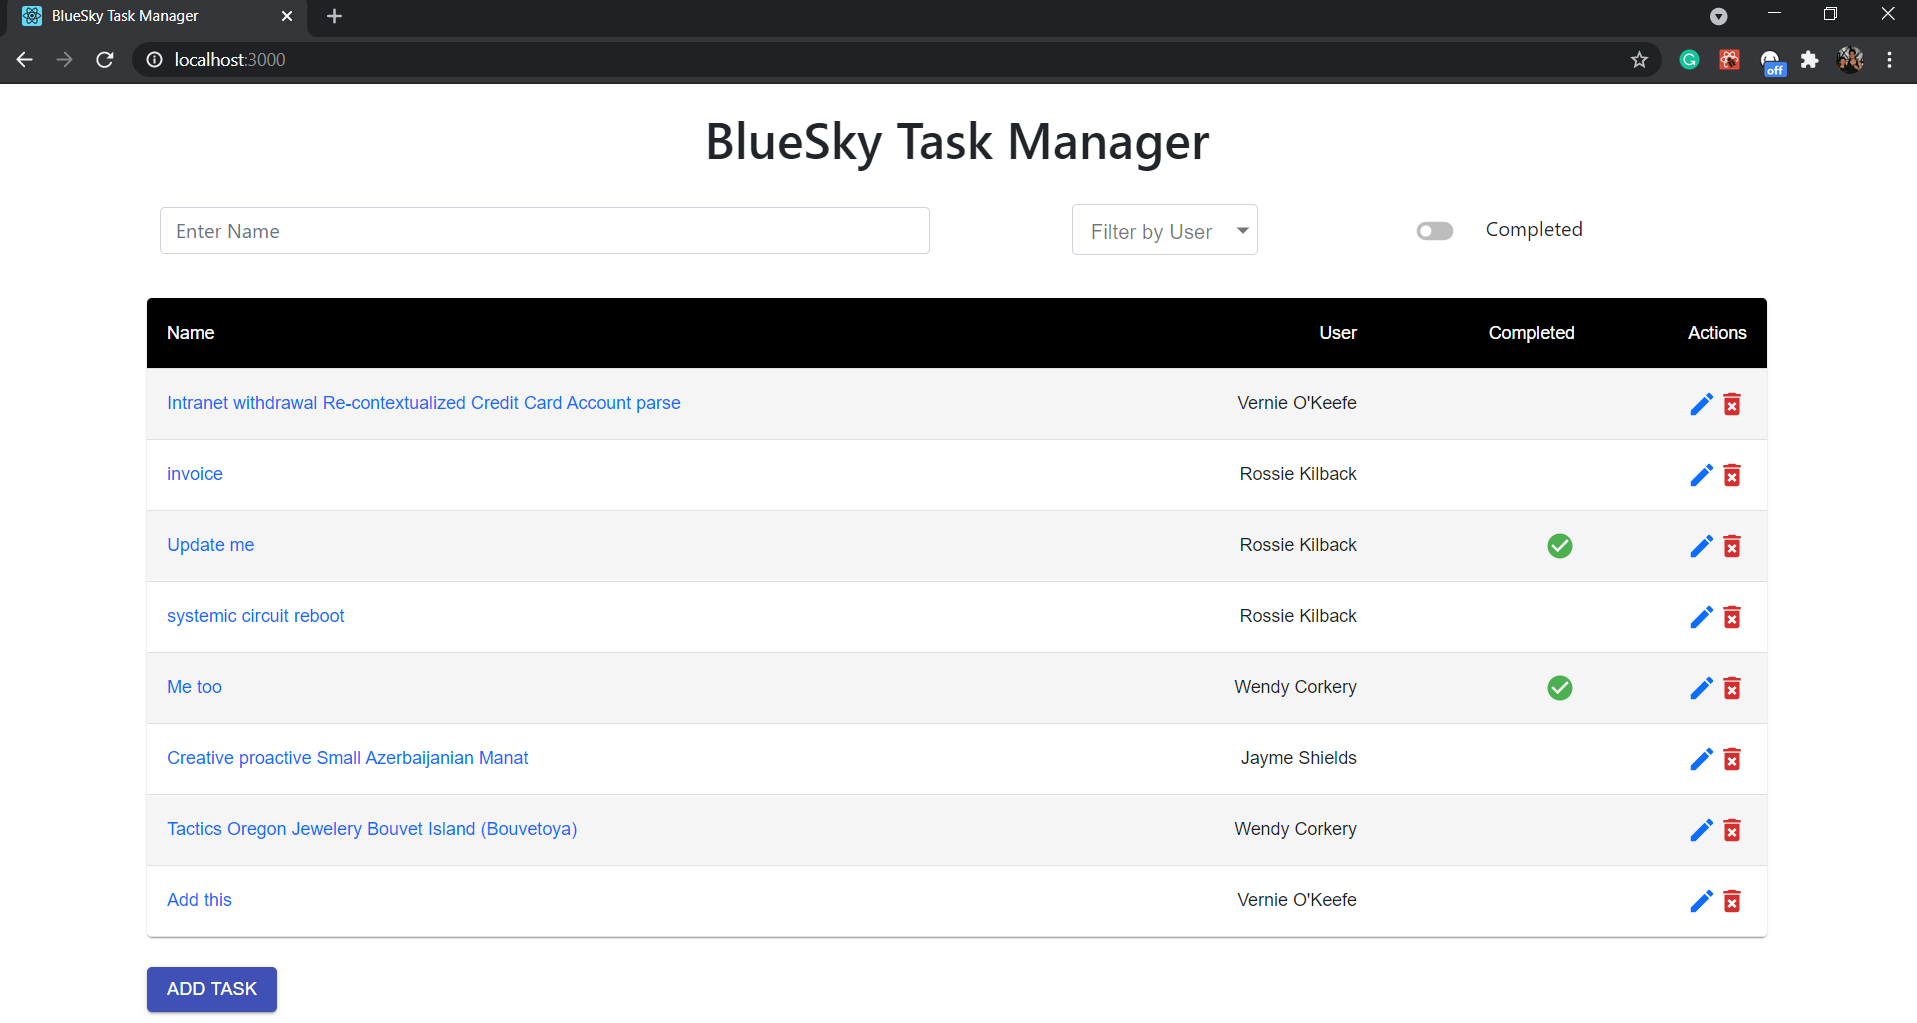 BlueSky Task Manager
localhost:3000
off
BlueSky Task Manager
Enter Name
Filter by User
Completed
Name User Completed Actions
Intranet withdrawal Re-contextualized Credit Card Account parse Vernie O'Keefe
invoice Rossie Kilback
Update me Rossie Kilback
systemic circuit reboot Rossie Kilback
Me too Wendy Corkery
Creative proactive Small Azerbaijanian Manat Jayme Shields
Tactics Oregon Jewelery Bouvet Island (Bouvetoya) Wendy Corkery
Add this Vernie O'Keefe
ADD TASK